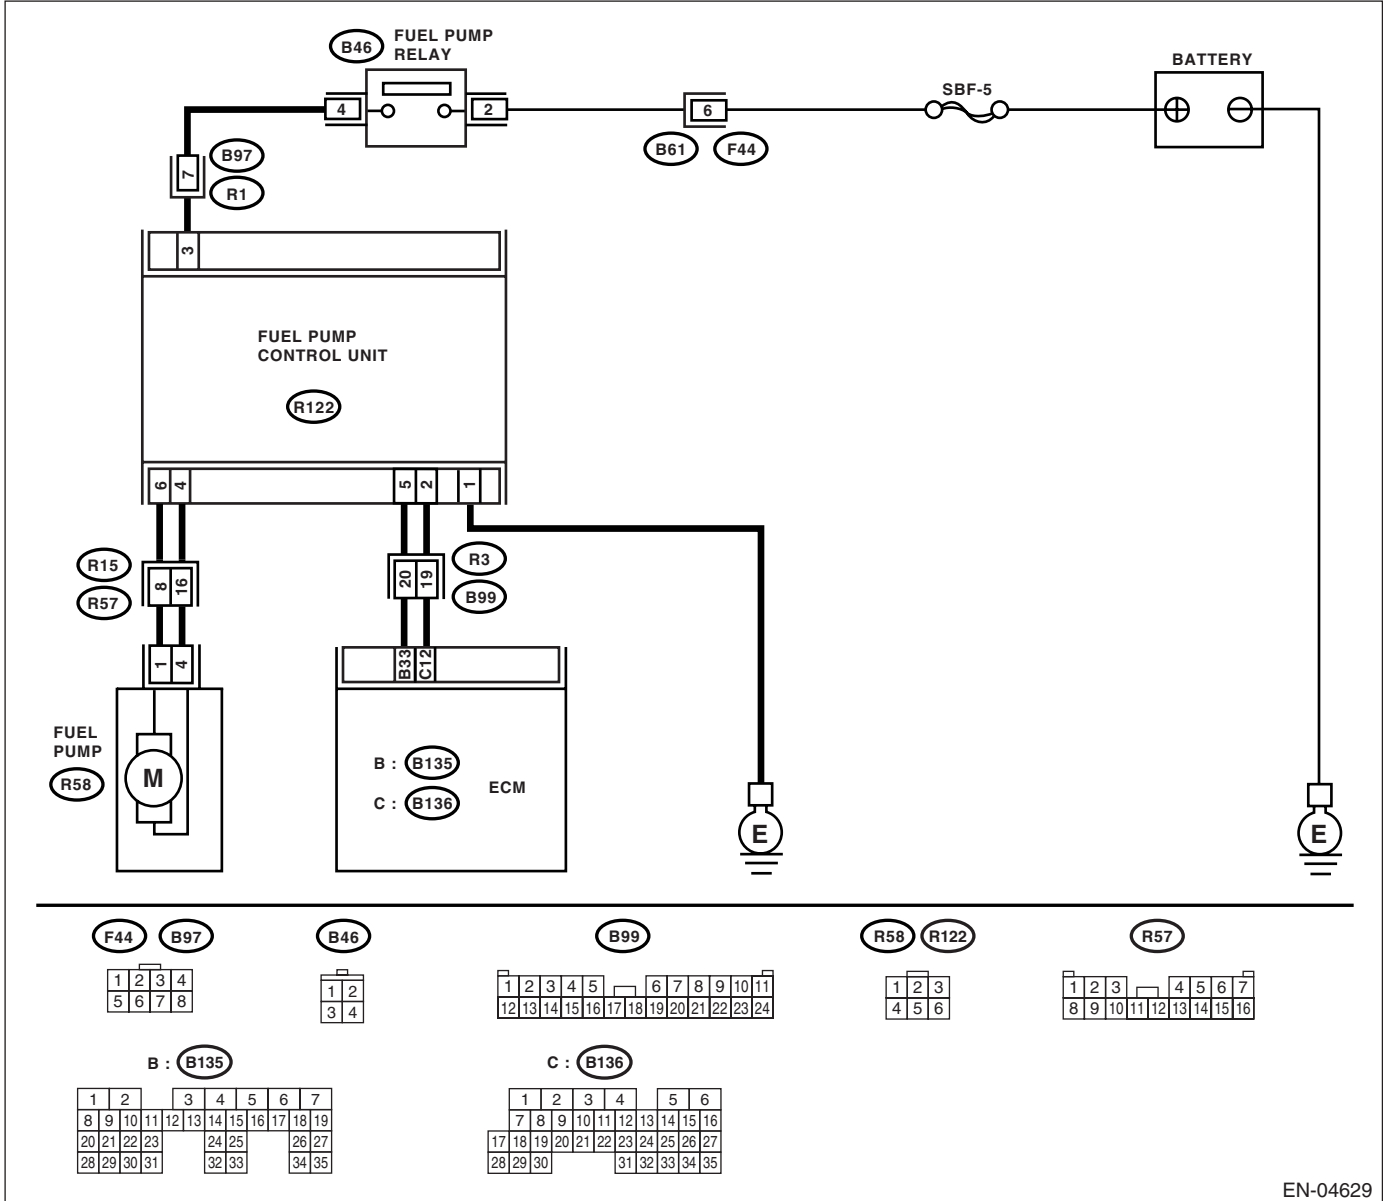 B46 FUEL PUMP
RELAY
BATTERY
SBF-5
4 2 6
B61 F44
7 B97
R1
3
FUEL PUMP
CONTROL UNIT
R122
6 4 5 2 1
R15 R3
8 16 20 19
R57 B99
1 4 B33 C12
FUEL
PUMP
R58
M
B : B135
C : B136
ECM
E E
F44 B97 B46 B99 R58 R122 R57
1 2 3 4
5 6 7 8
1 2
3 4
1 2 3 4 5 6 7 8 9 10 11
12 13 14 15 16 17 18 19 20 21 22 23 24
1 2 3
4 5 6
1 2 3 4 5 6 7
8 9 10 11 12 13 14 15 16
B : B135
1 2 3 4 5 6 7
8 9 10 11 12 13 14 15 16 17 18 19
20 21 22 23 24 25 26 27
28 29 30 31 32 33 34 35
C : B136
1 2 3 4 5 6
7 8 9 10 11 12 13 14 15 16
17 18 19 20 21 22 23 24 25 26 27
28 29 30 31 32 33 34 35
EN-04629